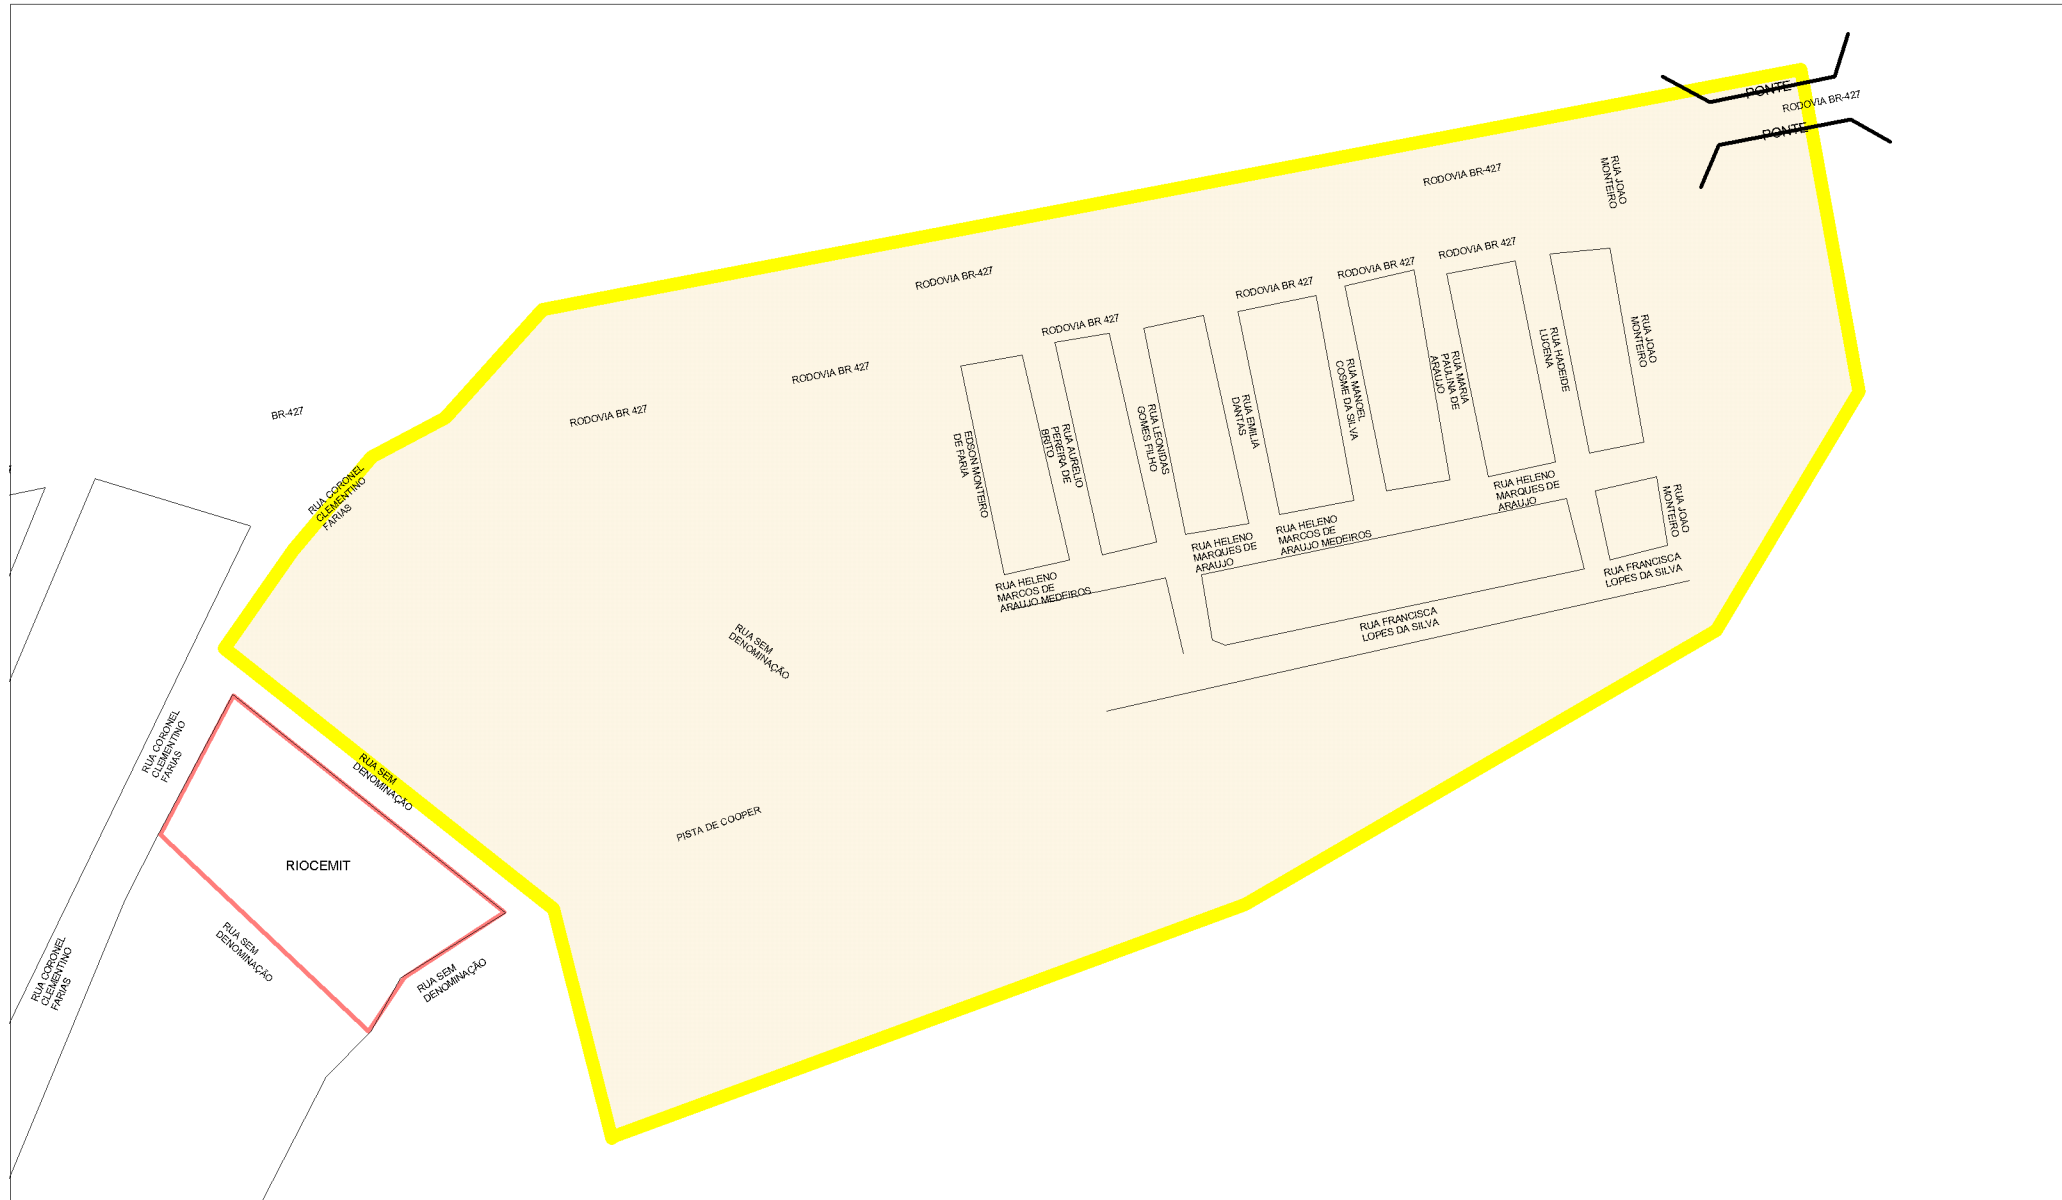 PONTE
RODOVIA BR-427
PONTE
RODOVIA BR-427
RUA JOAO
MONTEIRO
RODOVIA BR-427
RODOVIA BR 427
RODOVIA BR 427
RODOVIA BR 427
RODOVIA BR 427
RODOVIA BR 427
RODOVIA BR 427
BR-427
RUA CORONEL
CLEMENTINO
FARIAS
EDSON MONTEIRO
DE FARIA
RUA AURELIO
PEREIRA DE
BRITO
RUA LEONIDAS
GOMES FILHO
RUA EMILIA
DANTAS
RUA MANOEL
COSME DA SILVA
RUA MARIA
PAULINA DE
ARAUJO
RUA HADEIDE
LUCENA
RUA JOAO
MONTEIRO
RUA HELENO
MARCOS DE
ARAUJO MEDEIROS
RUA HELENO
MARQUES DE
ARAUJO
RUA HELENO
MARCOS DE
ARAUJO MEDEIROS
RUA HELENO
MARQUES DE
ARAUJO
RUA JOAO
MONTEIRO
RUA FRANCISCA
LOPES DA SILVA
RUA FRANCISCA
LOPES DA SILVA
RUA SEM
DENOMINAÇÃO
RUA CORONEL
CLEMENTINO
FARIAS
RUA SEM
DENOMINAÇÃO
PISTA DE COOPER
RIOCEMIT
RUA SEM
DENOMINAÇÃO
RUA SEM
DENOMINAÇÃO
RUA CORONEL
CLEMENTINO
FARIAS